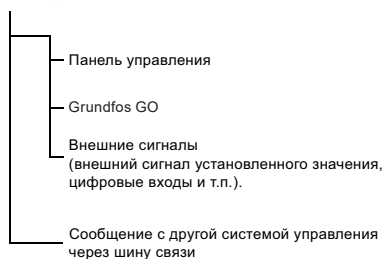 Панель управления
Grundfos GO
Внешние сигналы
(внешний сигнал установленного значения,
цифровые входы и т.п.).
Сообщение с другой системой управления
через шину связи